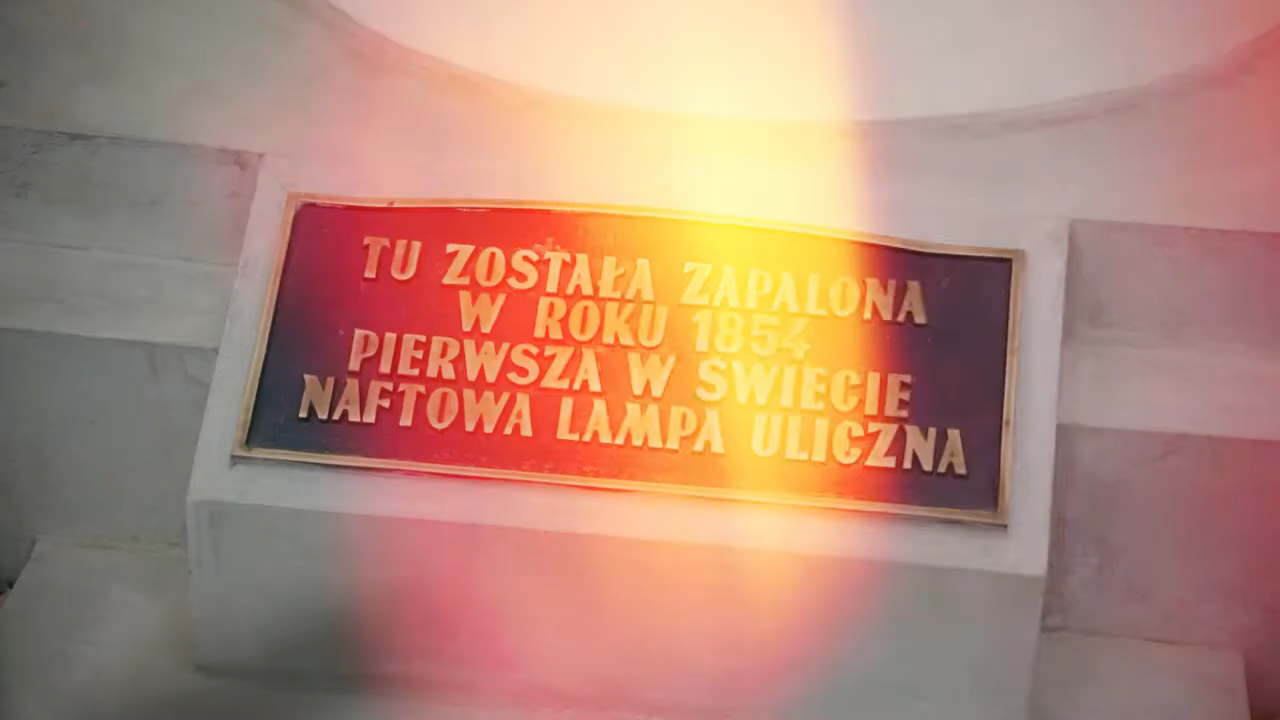 TU ZOSTAŁA ZAPALONA
W ROKU 1854
PIERWSZA W ŚWIECIE
NAFTOWA LAMPA ULICZNA